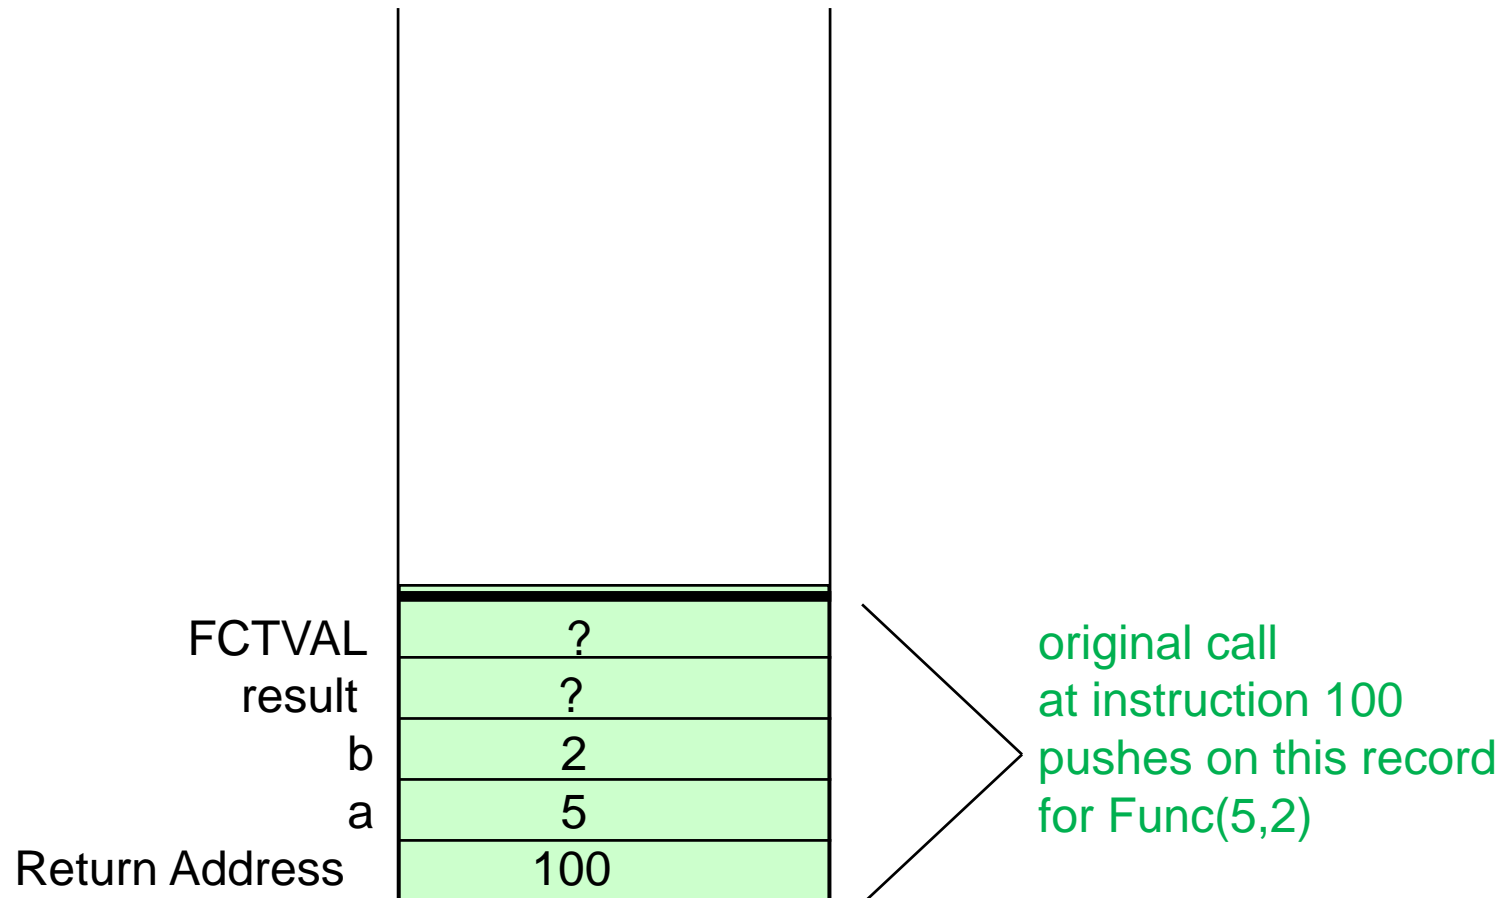 FCTVAL ?
result ?
b 2
a 5
Return Address 100
original call
at instruction 100
pushes on this record
for Func(5,2)